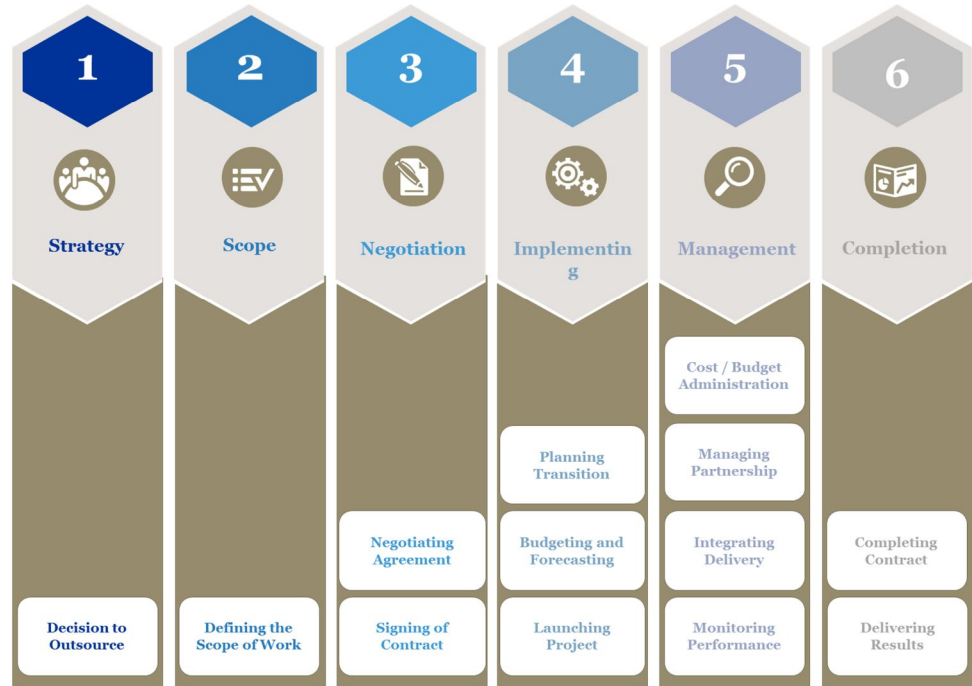 1
Strategy
Decision to
Outsource
2
Scope
Defining the
Scope of Work
3
Negotiation
Negotiating
Agreement
Signing of
Contract
4
Implementin
g
Planning
Transition
Budgeting and
Forecasting
Launching
Project
5
Management
Cost / Budget
Administration
Managing
Partnership
Integrating
Delivery
Monitoring
Performance
6
Completion
Completing
Contract
Delivering
Results